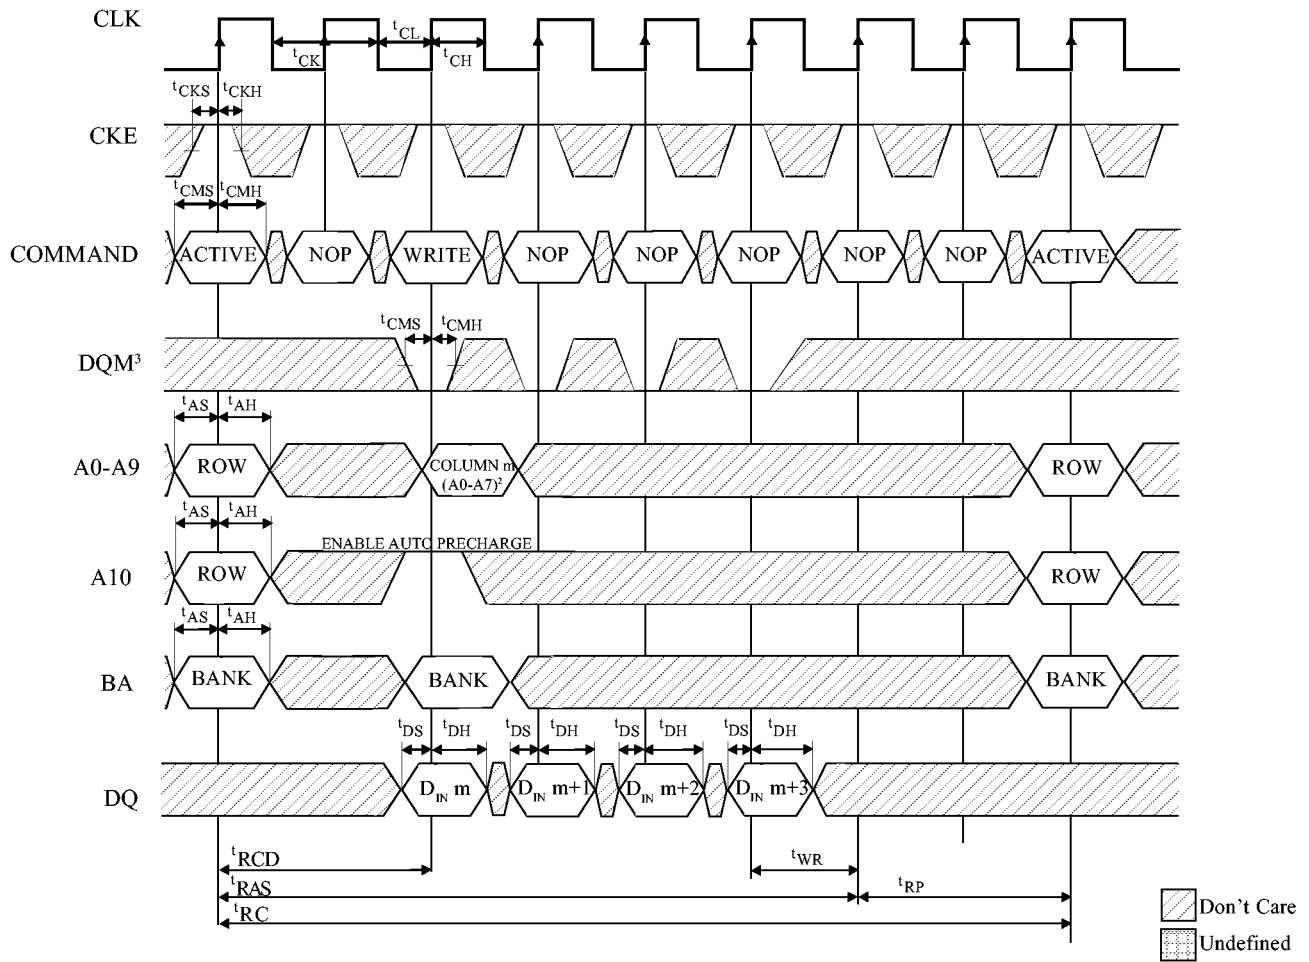 CLK
tCL
tCK
tCH
tCKS tCKH
CKE
tCMS tCMH
COMMAND
ACTIVE NOP WRITE NOP NOP NOP NOP NOP ACTIVE
tCMS tCMH
DQM³
tAS tAH
A0-A9
ROW
COLUMN m
(A0-A7)²
ROW
tAS tAH
ENABLE AUTO PRECHARGE
A10
ROW ROW
tAS tAH
BA
BANK BANK BANK
tDS tDH tDS tDH tDS tDH tDS tDH
DQ
DIN m DIN m+1 DIN m+2 DIN m+3
tRCD tWR
tRAS tRP
tRC
Don't Care
Undefined